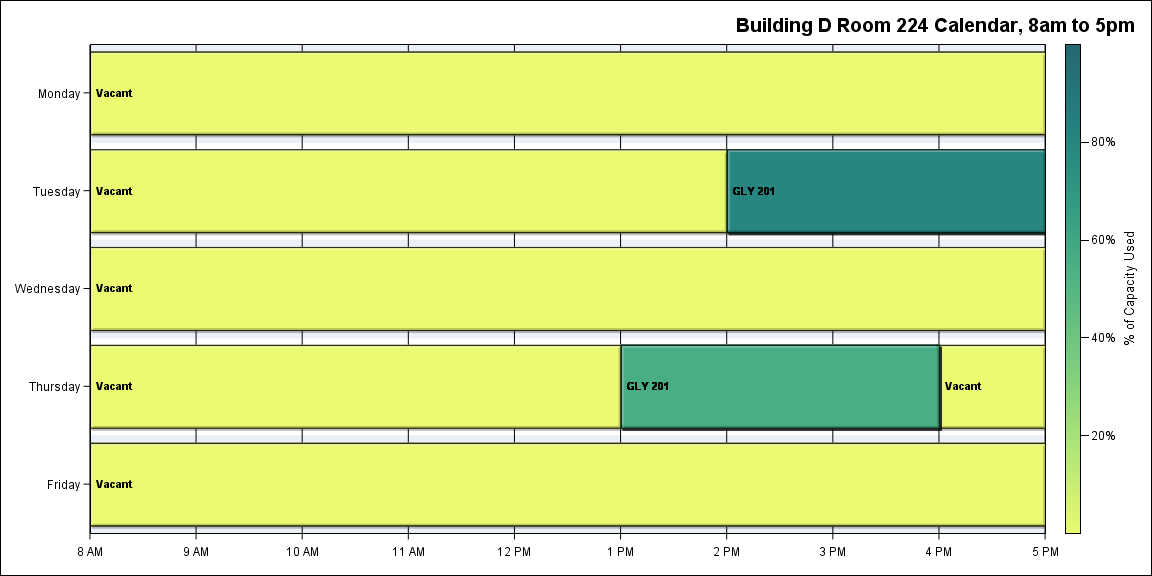 Building D Room 224 Calendar, 8am to 5pm
Monday
Vacant
Tuesday
Vacant
GLY 201
Wednesday
Vacant
Thursday
Vacant
GLY 201
Vacant
Friday
Vacant
8 AM
9 AM
10 AM
11 AM
12 PM
1 PM
2 PM
3 PM
4 PM
5 PM
80%
60%
40%
20%
% of Capacity Used